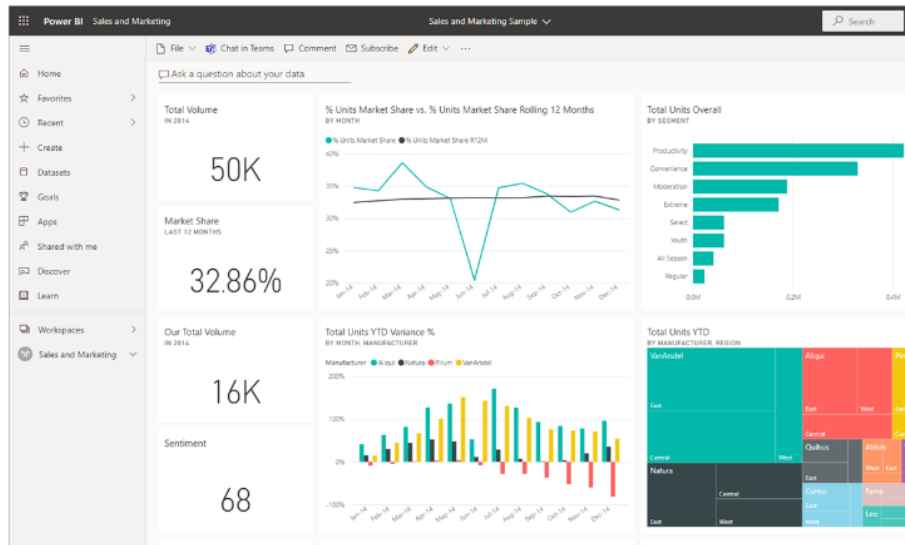 Power BI Sales and Marketing
Sales and Marketing Sample
Search
File
Chat in Teams
Comment
Subscribe
Edit
Ask a question about your data
Home
Favorites
Recent
Create
Datasets
Goals
Apps
Shared with me
Discover
Learn
Workspaces
Sales and Marketing
Total Volume
IN 2014
50K
Market Share
LAST 12 MONTHS
32.86%
Our Total Volume
IN 2014
16K
Sentiment
68
% Units Market Share vs. % Units Market Share Rolling 12 Months
BY MONTH
% Units Market Share % Units Market Share R12M
40%
35%
30%
25%
20%
Jan-14 Feb-14 Mar-14 Apr-14 May-14 Jun-14 Jul-14 Aug-14 Sep-14 Oct-14 Nov-14 Dec-14
Total Units YTD Variance %
BY MONTH, MANUFACTURER
Manufacturer Aliqui Natura Pirum VanArsdel
200%
100%
0%
-100%
Jan-14 Feb-14 Mar-14 Apr-14 May-14 Jun-14 Jul-14 Aug-14 Sep-14 Oct-14 Nov-14 Dec-14
Total Units Overall
BY SEGMENT
Productivity
Convenience
Moderation
Extreme
Select
Youth
All Season
Regular
0.0M 0.2M 0.4M
Total Units YTD
BY MANUFACTURER, REGION
VanArsdel
East
Central
West
Aliqui
East
West
Central
Natura
East
Central
West
Quibus
East
Currus
East
West
Abbas
West East
Fama
Leo